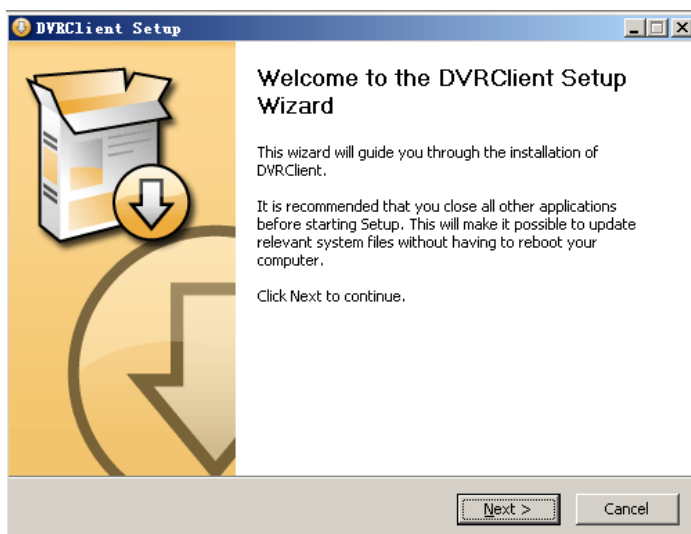 DVRClient Setup
Welcome to the DVRClient Setup
Wizard
This wizard will guide you through the installation of
DVRClient.
It is recommended that you close all other applications
before starting Setup. This will make it possible to update
relevant system files without having to reboot your
computer.
Click Next to continue.
Next >
Cancel